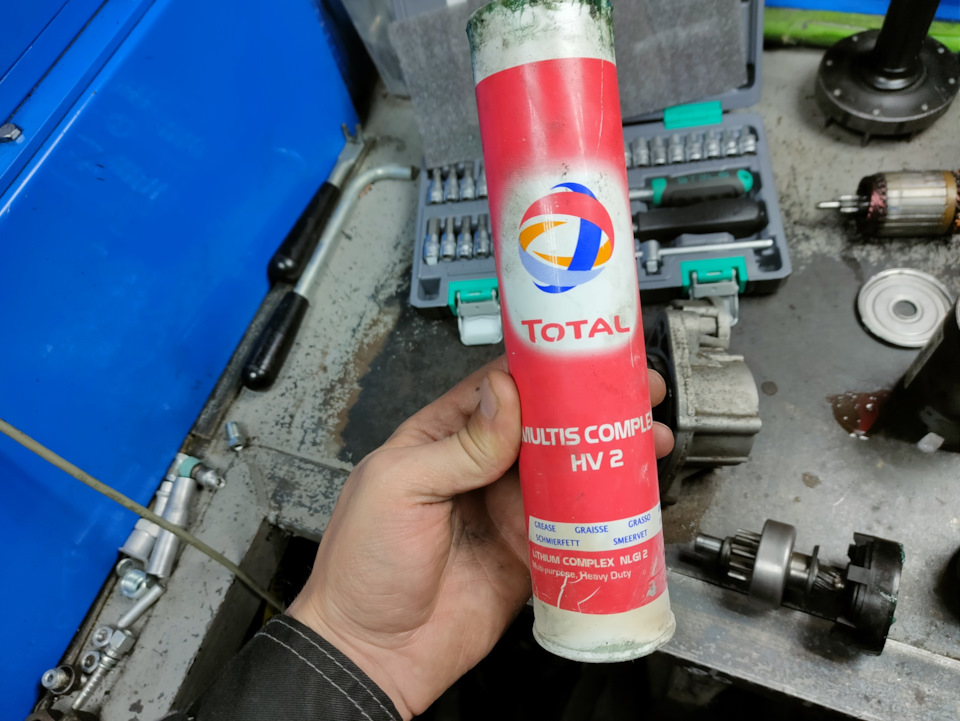 TOTAL
MULTIS COMPLEX
HV 2
GREASE GRAISSE GRASSO
SCHMIERFETT SMEERVET
LITHIUM COMPLEX NLGI 2
Multi-purpose, Heavy Duty